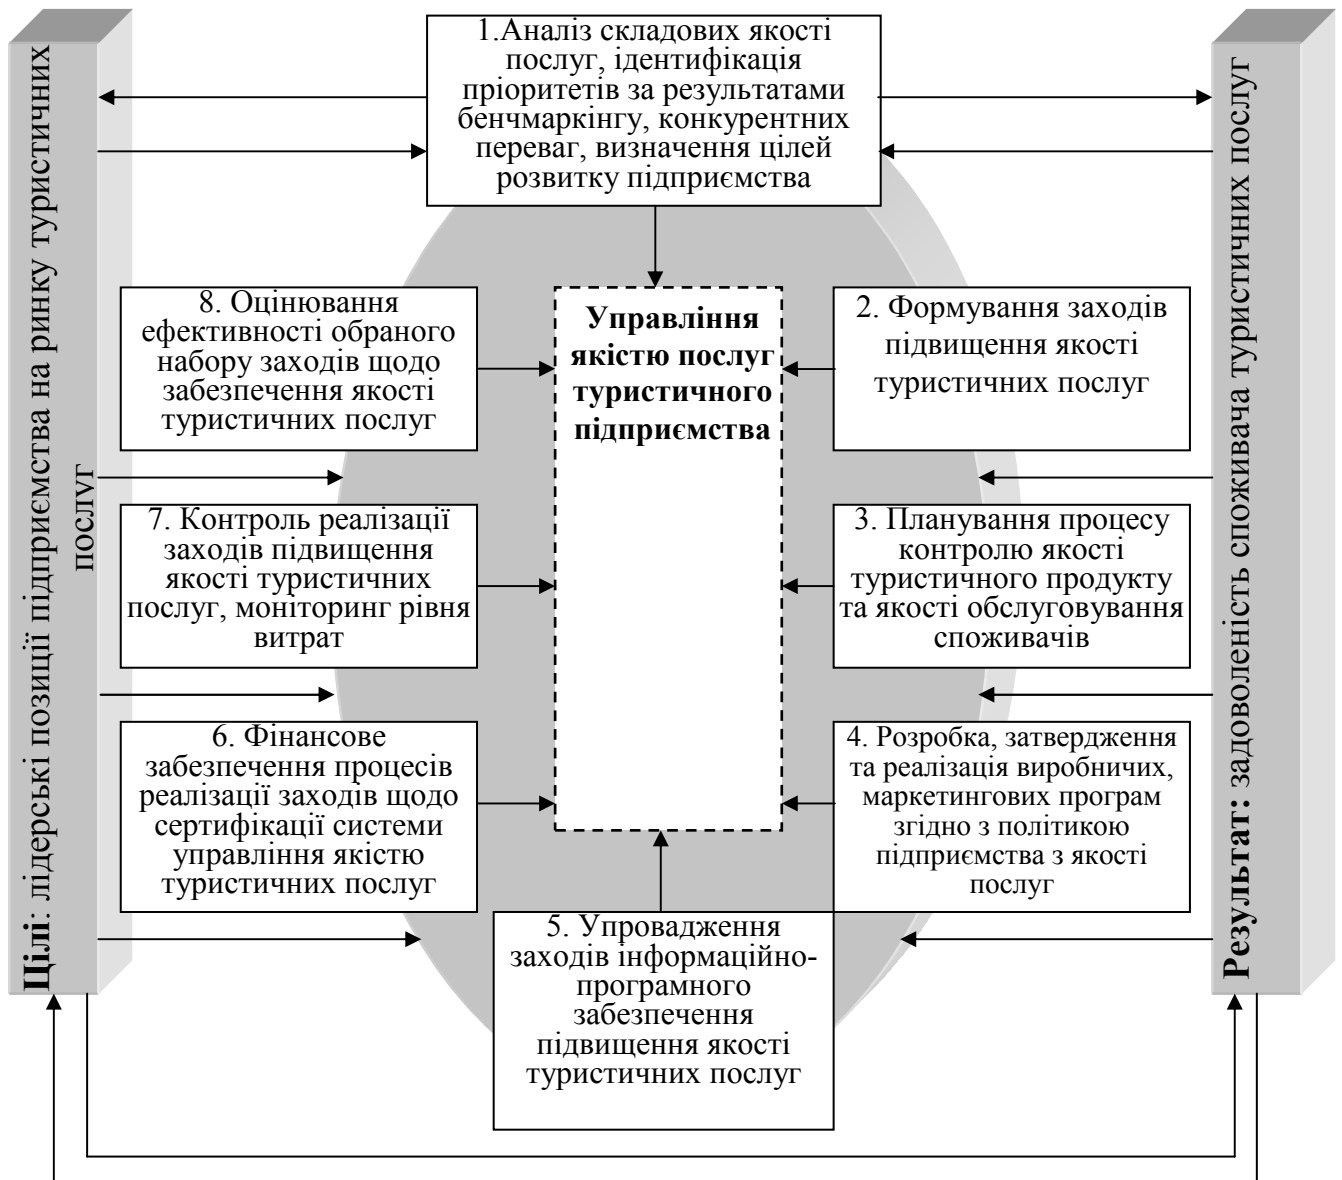 Цілі: лідерські позиції підприємства на ринку туристичних
послуг
1.Аналіз складових якості
послуг, ідентифікація
пріоритетів за результатами
бенчмаркінгу, конкурентних
переваг, визначення цілей
розвитку підприємства
8. Оцінювання
ефективності обраного
набору заходів щодо
забезпечення якості
туристичних послуг
Управління
якістю послуг
туристичного
підприємства
2. Формування заходів
підвищення якості
туристичних послуг
7. Контроль реалізації
заходів підвищення
якості туристичних
послуг, моніторинг рівня
витрат
3. Планування процесу
контролю якості
туристичного продукту
та якості обслуговування
споживачів
6. Фінансове
забезпечення процесів
реалізації заходів щодо
сертифікації системи
управління якістю
туристичних послуг
4. Розробка, затвердження
та реалізація виробничих,
маркетингових програм
згідно з політикою
підприємства з якості
послуг
5. Упровадження
заходів інформаційно-
програмного
забезпечення
підвищення якості
туристичних послуг
Результат: задоволеність споживача туристичних послуг